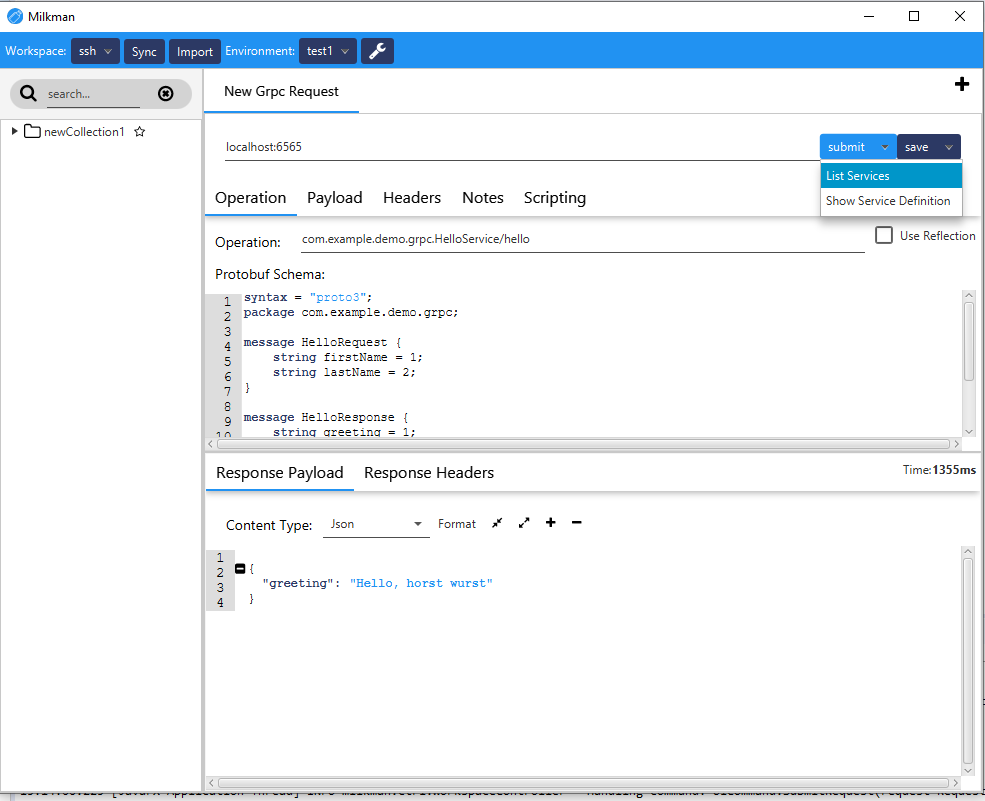 Milkman
Workspace: ssh Sync Import Environment: test1
search...
New Grpc Request
newCollection1
localhost:6565
submit save
List Services
Show Service Definition
Operation Payload Headers Notes Scripting
Operation: com.example.demo.grpc.HelloService/hello
Use Reflection
Protobuf Schema:
1 syntax = "proto3";
2 package com.example.demo.grpc;
3
4 message HelloRequest {
5 string firstName = 1;
6 string lastName = 2;
7 }
8
9 message HelloResponse {
10 string greeting = 1;
Response Payload Response Headers
Time:1355ms
Content Type: Json Format
1
2 {
3 "greeting": "Hello, horst wurst"
4 }